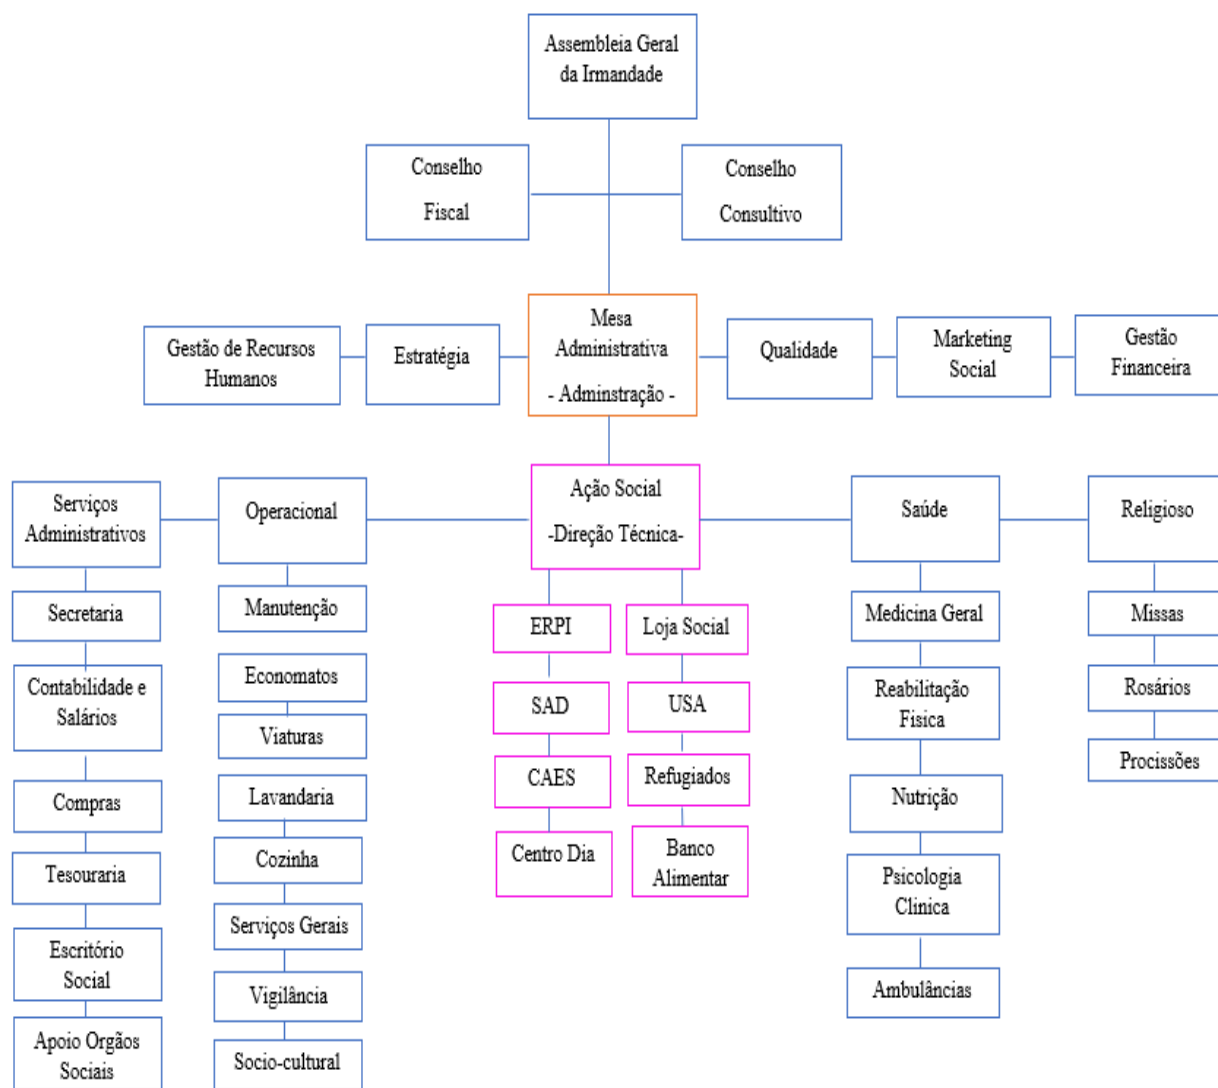 Assembleia Geral
da Irmandade
Conselho
Fiscal
Conselho
Consultivo
Gestão de Recursos
Humanos
Estratégia
Mesa
Administrativa
- Adminstração -
Qualidade
Marketing
Social
Gestão
Financeira
Serviços
Administrativos
Operacional
Ação Social
-Direção Técnica-
Saúde
Religioso
Secretaria
Contabilidade e
Salários
Compras
Tesouraria
Escritório
Social
Apoio Orgãos
Sociais
Manutenção
Economatos
Viaturas
Lavandaria
Cozinha
Serviços Gerais
Vigilância
Socio-cultural
ERPI
SAD
CAES
Centro Dia
Loja Social
USA
Refugiados
Banco
Alimentar
Medicina Geral
Reabilitação
Fisica
Nutrição
Psicologia
Clinica
Ambulâncias
Missas
Rosários
Procissões